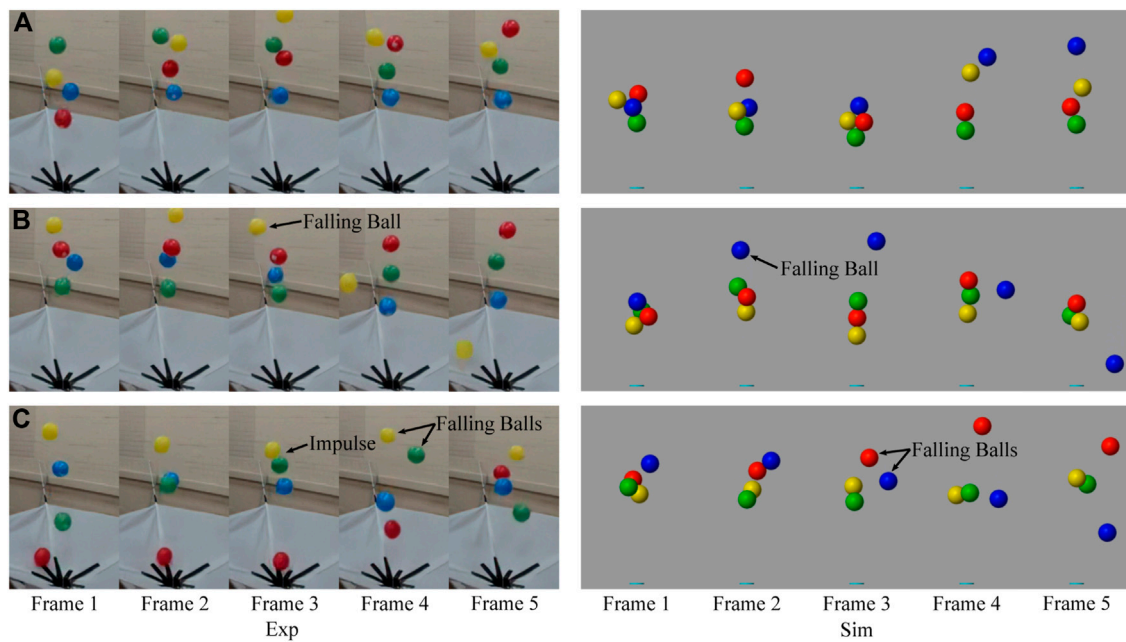 A
B
Falling Ball
Falling Ball
C
Impulse
Falling Balls
Falling Balls
Frame 1 Frame 2 Frame 3 Frame 4 Frame 5 Frame 1 Frame 2 Frame 3 Frame 4 Frame 5
Exp Sim